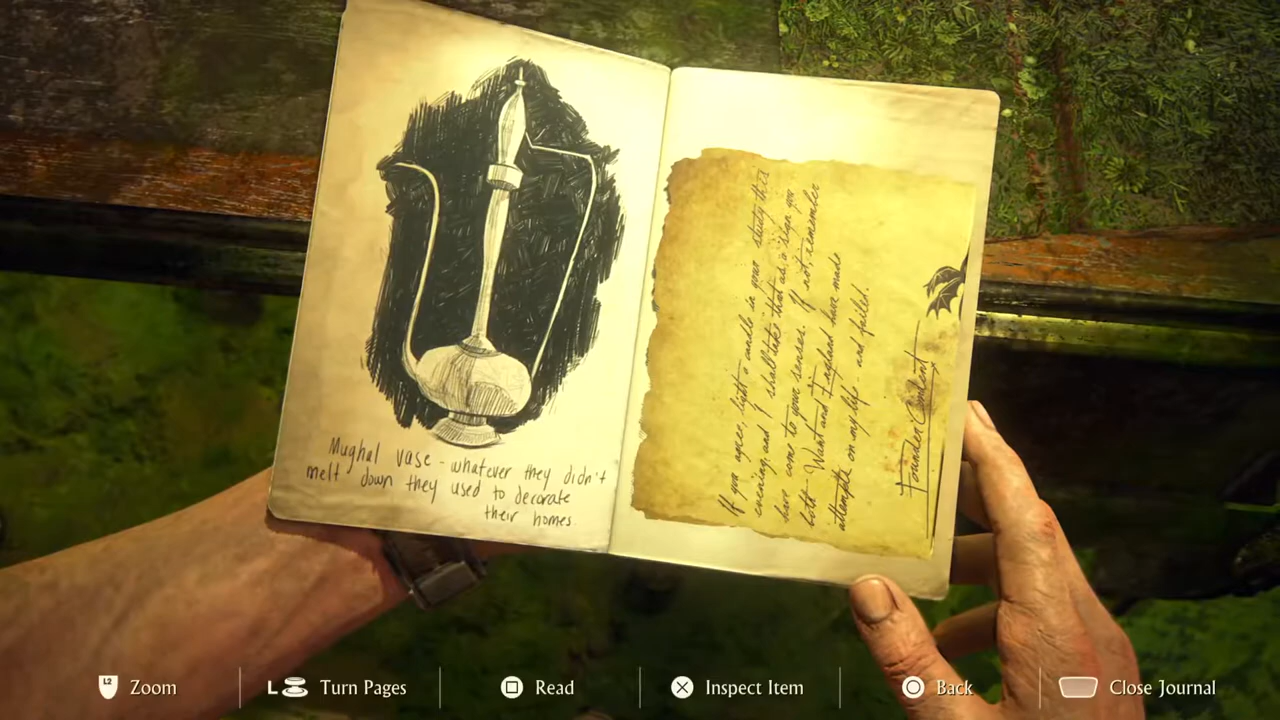 Mughal vase - whatever they didn't
melt down they used to decorate
their homes.
If you agree, light a candle in your study this
evening, and I shall take that as a sign you
have come to your senses. If not, remember
both Want and England have made
attempts on my life - and failed.
Founder
L2 Zoom
L Turn Pages
Read
Inspect Item
Back
Close Journal